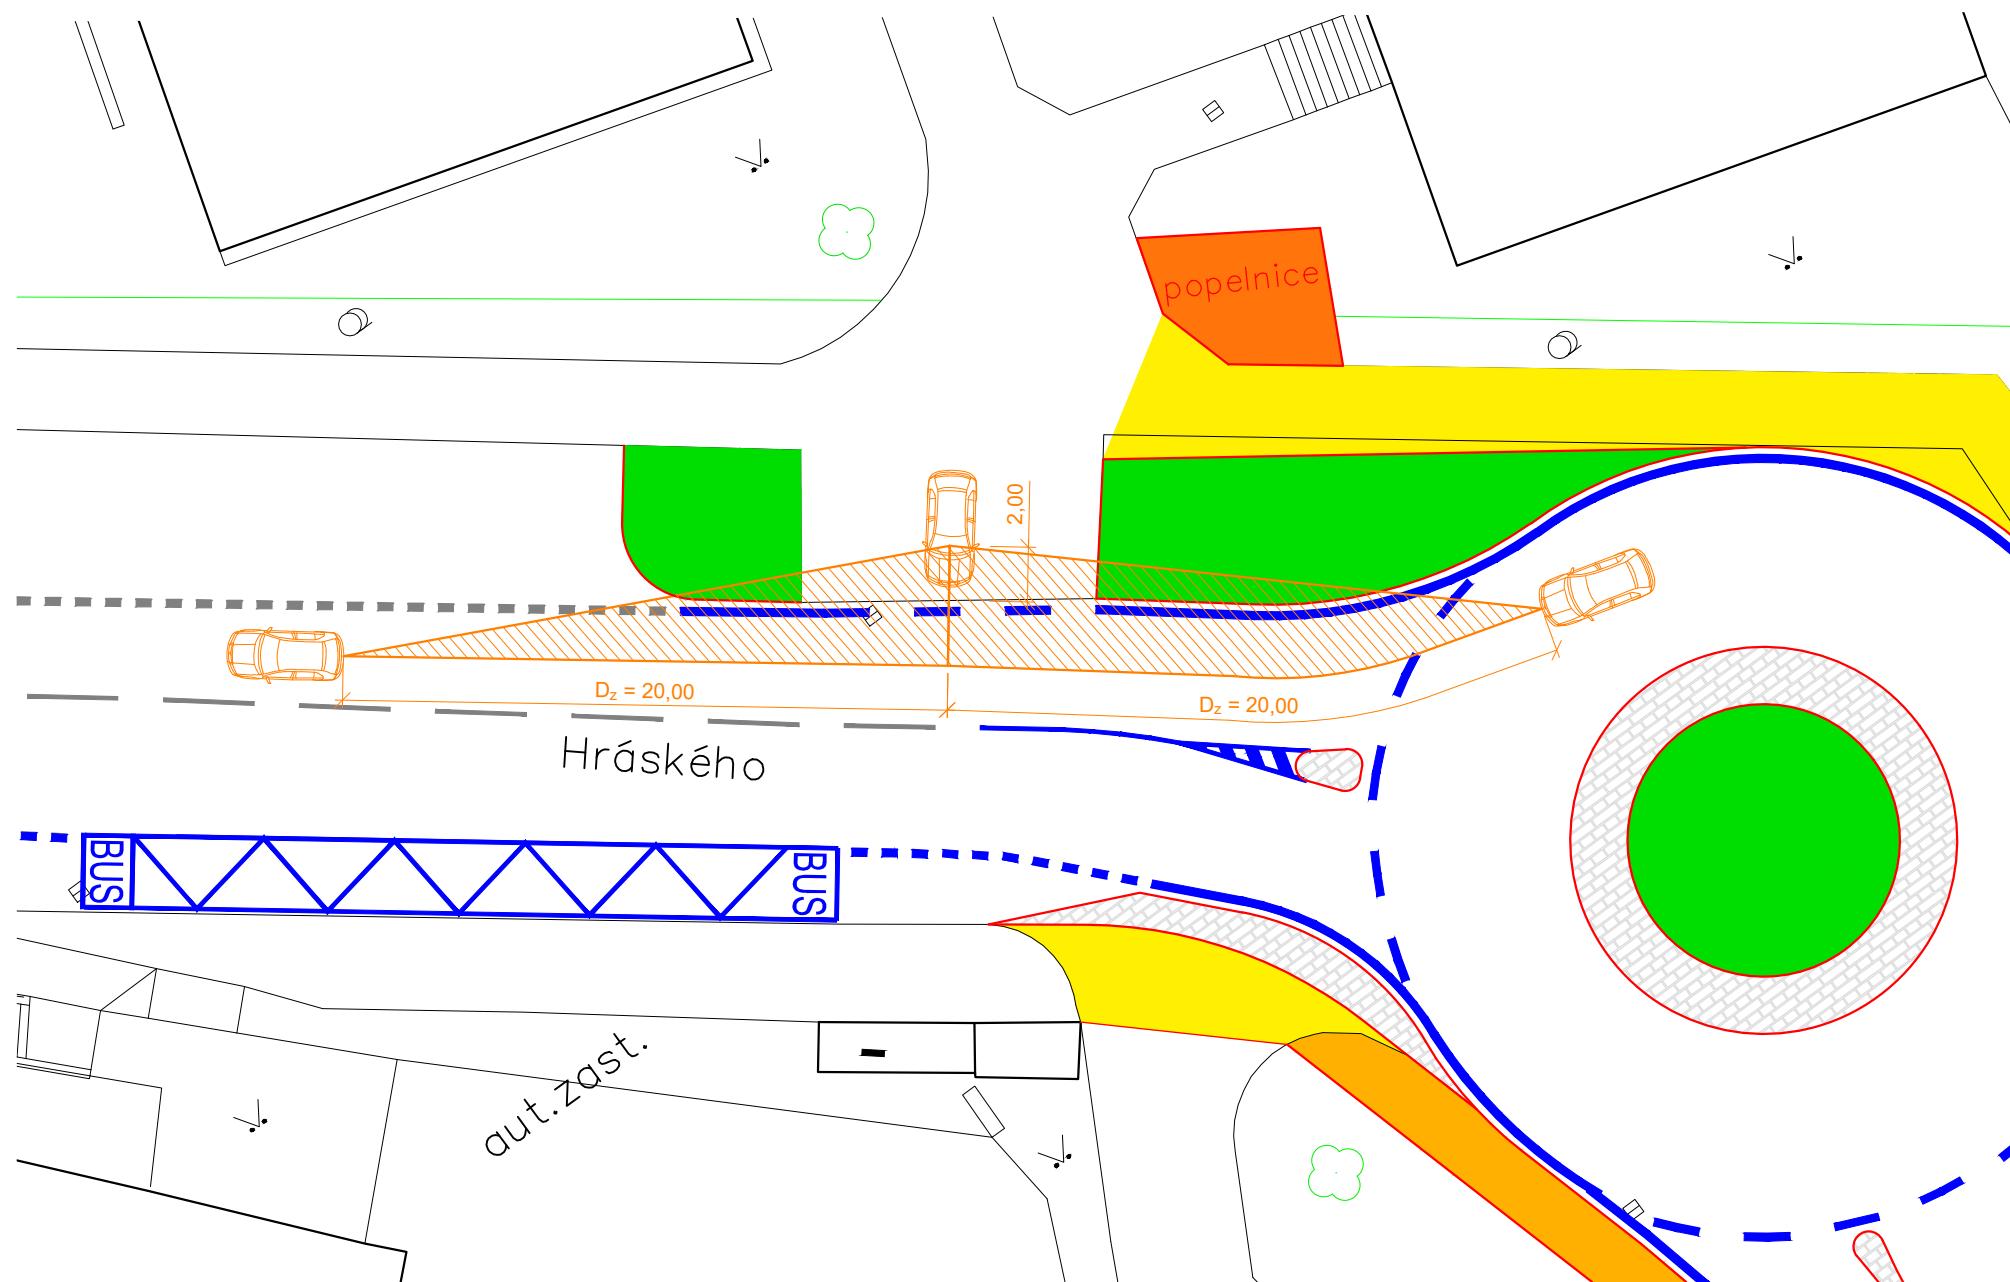 popelnice
2,00
Dz = 20,00
Dz = 20,00
Hráského
BUS
BUS
aut.zast.